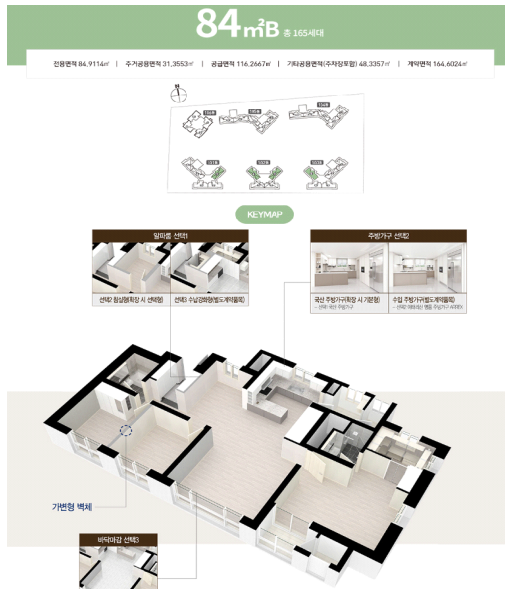 84㎡B 총 165세대
전용면적 84.9114㎡ | 주거공용면적 31.3553㎡ | 공급면적 116.2667㎡ | 기타공용면적(주차장포함) 48.3357㎡ | 계약면적 164.6024㎡
N
KEYMAP
알파룸 선택1
주방가구 선택2
선택2 침실형(확장 시 선택형)
선택3 수납강화형(별도계약품목)
국산 주방가구(확장 시 기본형)
수입 주방가구(별도계약품목)
가변형 벽체
바닥마감 선택3